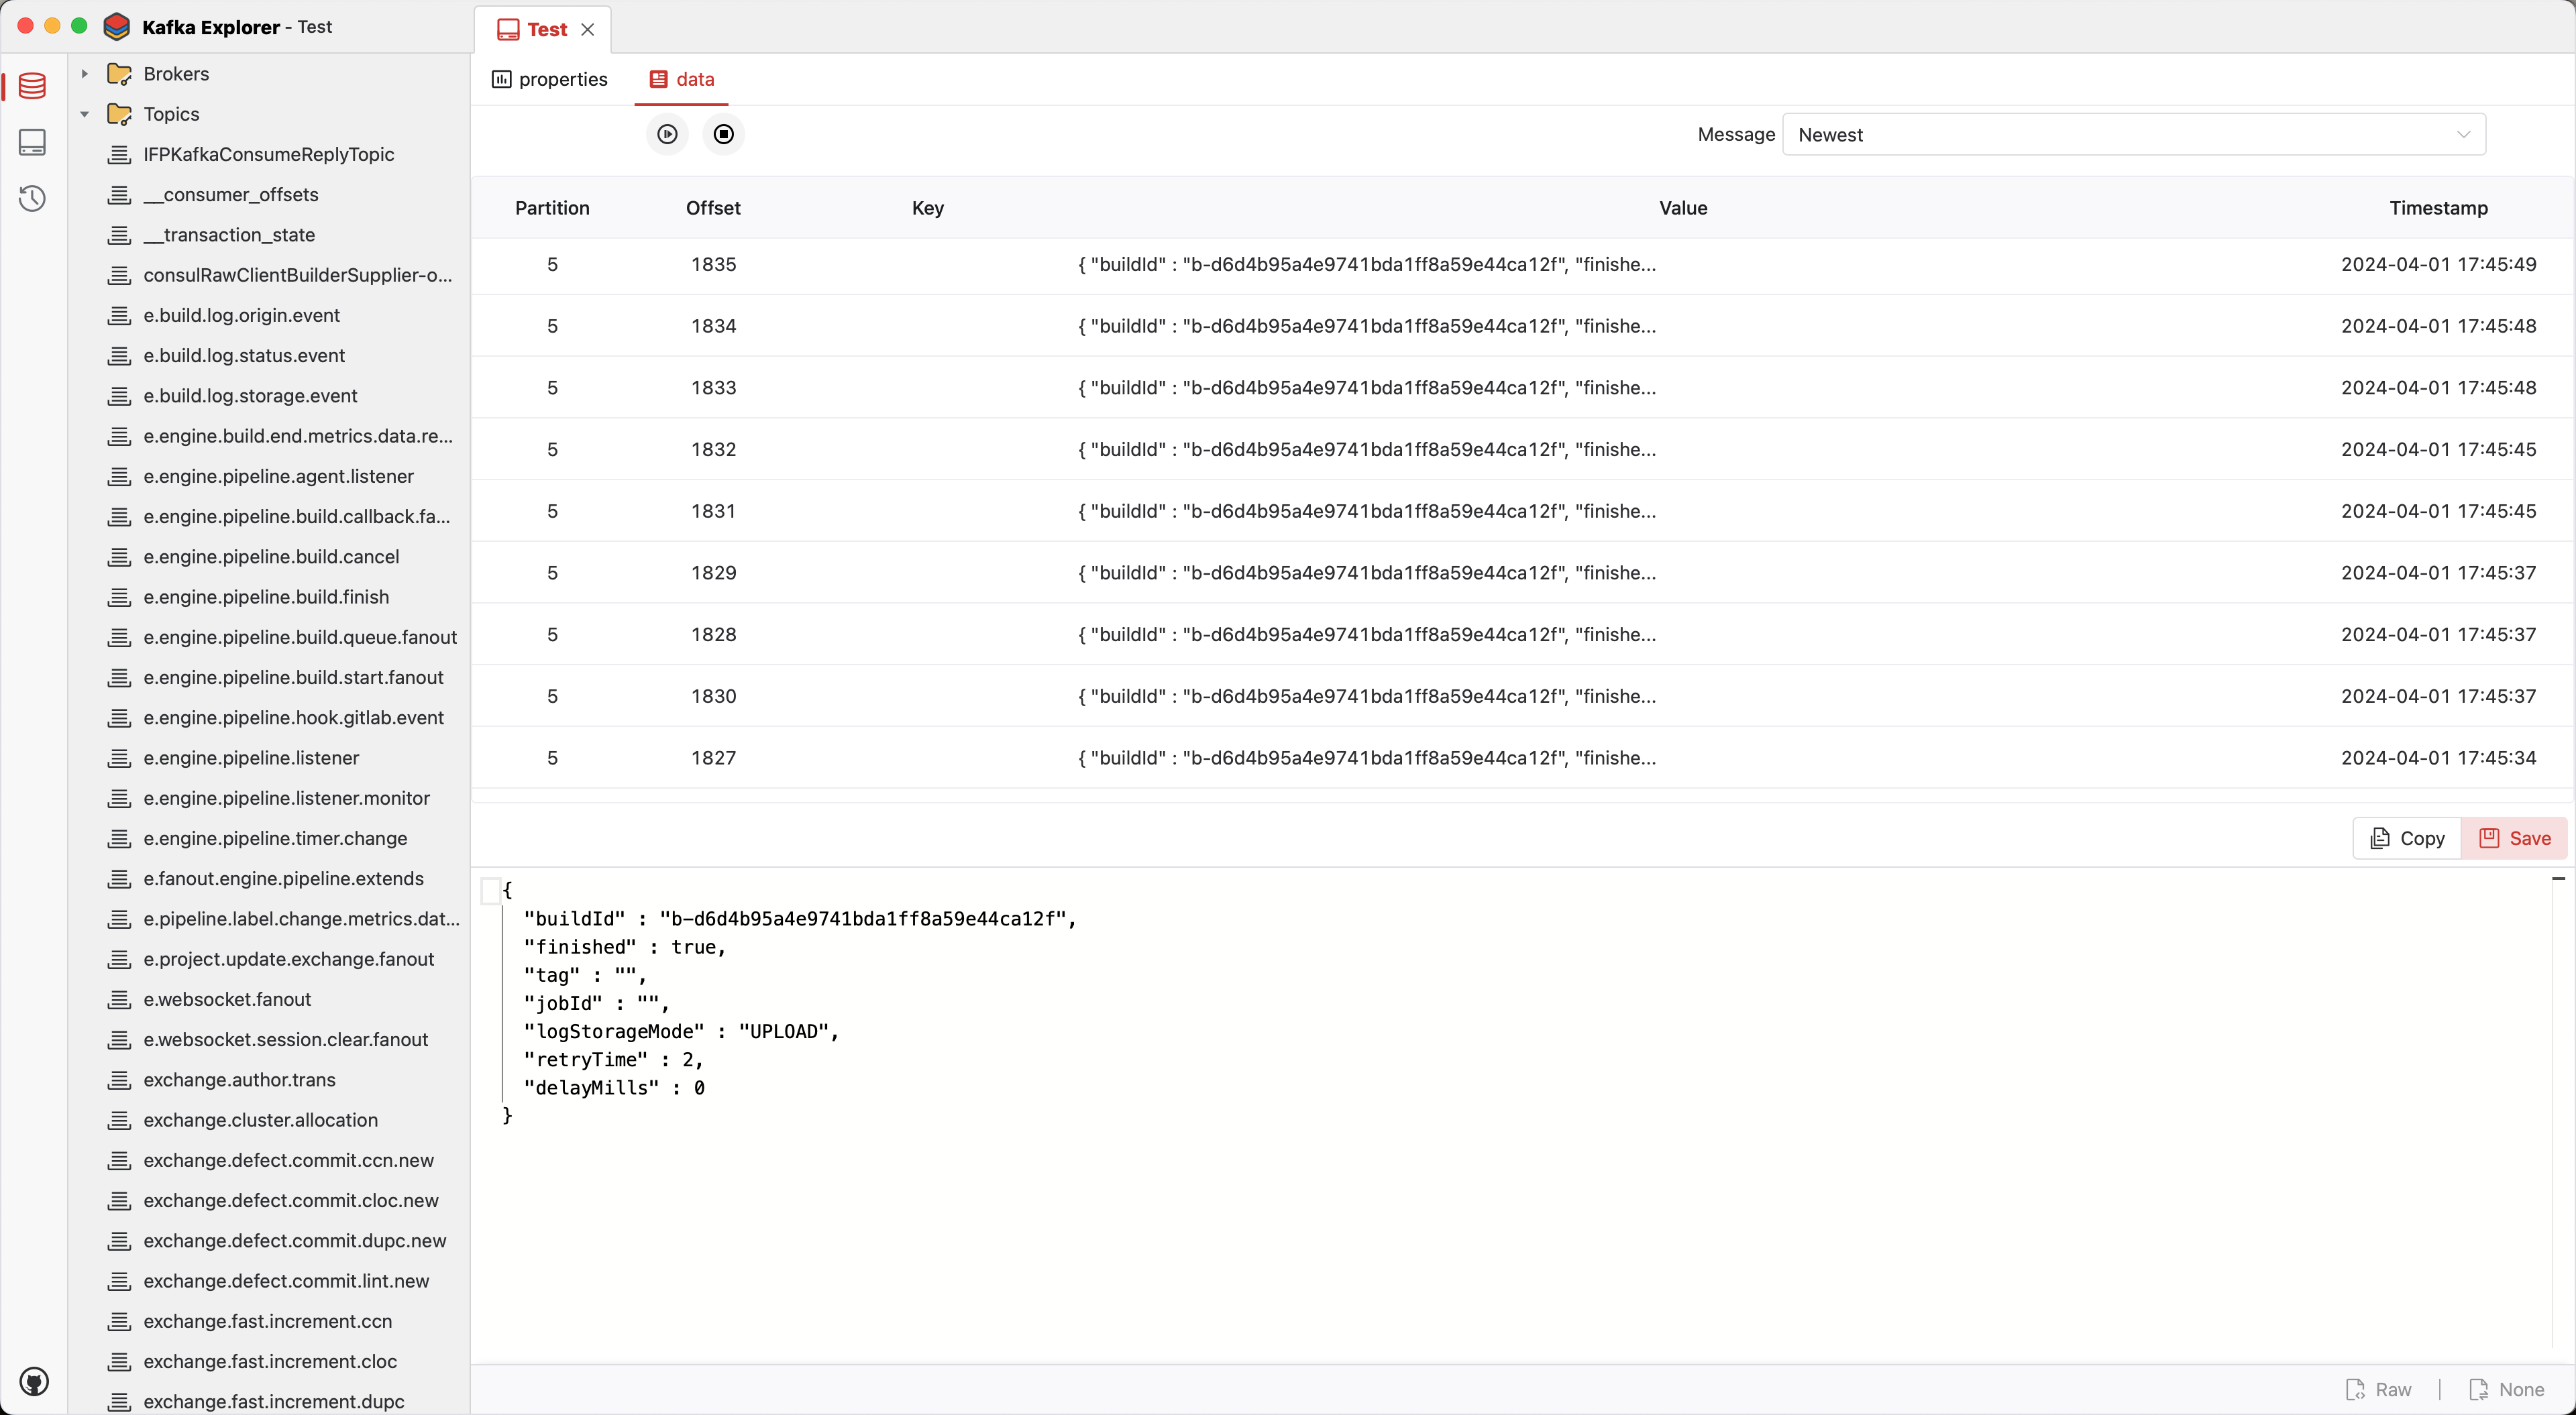 Kafka Explorer - Test
Test
Brokers
Topics
IFPKafkaConsumeReplyTopic
__consumer_offsets
__transaction_state
consulRawClientBuilderSupplier-o...
e.build.log.origin.event
e.build.log.status.event
e.build.log.storage.event
e.engine.build.end.metrics.data.re...
e.engine.pipeline.agent.listener
e.engine.pipeline.build.callback.fa...
e.engine.pipeline.build.cancel
e.engine.pipeline.build.finish
e.engine.pipeline.build.queue.fanout
e.engine.pipeline.build.start.fanout
e.engine.pipeline.hook.gitlab.event
e.engine.pipeline.listener
e.engine.pipeline.listener.monitor
e.engine.pipeline.timer.change
e.fanout.engine.pipeline.extends
e.pipeline.label.change.metrics.dat...
e.project.update.exchange.fanout
e.websocket.fanout
e.websocket.session.clear.fanout
exchange.author.trans
exchange.cluster.allocation
exchange.defect.commit.ccn.new
exchange.defect.commit.cloc.new
exchange.defect.commit.dupc.new
exchange.defect.commit.lint.new
exchange.fast.increment.ccn
exchange.fast.increment.cloc
exchange.fast.increment.dupc
properties data
Message Newest
Partition Offset Key Value Timestamp
5 1835 { "buildId" : "b-d6d4b95a4e9741bda1ff8a59e44ca12f", "finishe... 2024-04-01 17:45:49
5 1834 { "buildId" : "b-d6d4b95a4e9741bda1ff8a59e44ca12f", "finishe... 2024-04-01 17:45:48
5 1833 { "buildId" : "b-d6d4b95a4e9741bda1ff8a59e44ca12f", "finishe... 2024-04-01 17:45:48
5 1832 { "buildId" : "b-d6d4b95a4e9741bda1ff8a59e44ca12f", "finishe... 2024-04-01 17:45:45
5 1831 { "buildId" : "b-d6d4b95a4e9741bda1ff8a59e44ca12f", "finishe... 2024-04-01 17:45:45
5 1829 { "buildId" : "b-d6d4b95a4e9741bda1ff8a59e44ca12f", "finishe... 2024-04-01 17:45:37
5 1828 { "buildId" : "b-d6d4b95a4e9741bda1ff8a59e44ca12f", "finishe... 2024-04-01 17:45:37
5 1830 { "buildId" : "b-d6d4b95a4e9741bda1ff8a59e44ca12f", "finishe... 2024-04-01 17:45:37
5 1827 { "buildId" : "b-d6d4b95a4e9741bda1ff8a59e44ca12f", "finishe... 2024-04-01 17:45:34
Copy Save
{
"buildId" : "b-d6d4b95a4e9741bda1ff8a59e44ca12f",
"finished" : true,
"tag" : "",
"jobId" : "",
"logStorageMode" : "UPLOAD",
"retryTime" : 2,
"delayMills" : 0
}
Raw | None